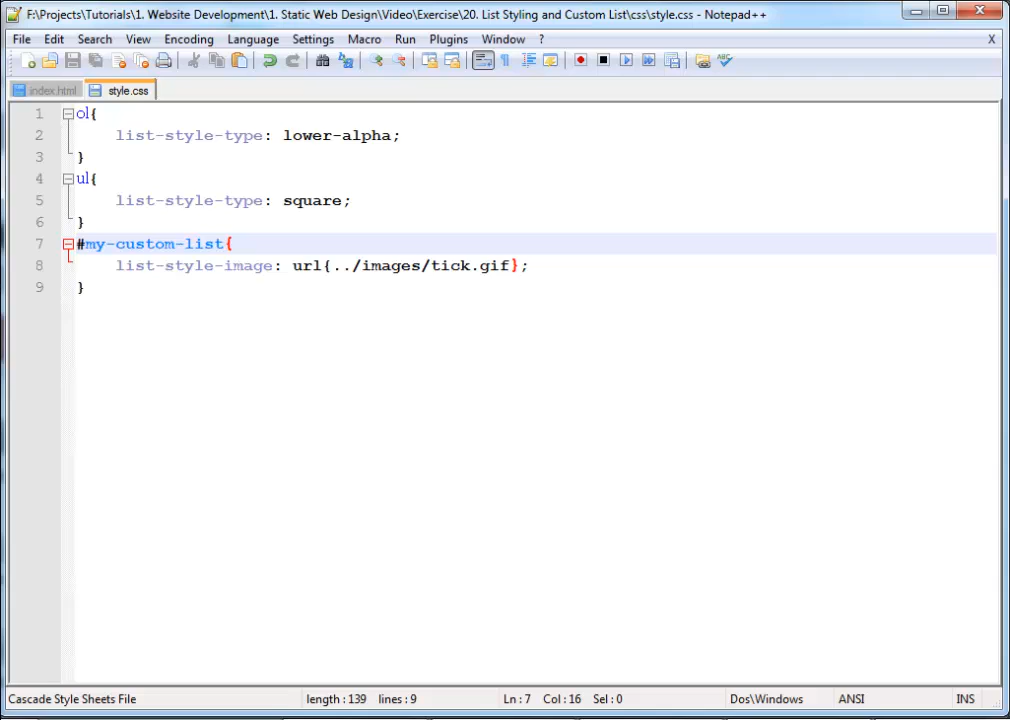 F:\Projects\Tutorials\1. Website Development\1. Static Web Design\Video\Exercise\20. List Styling and Custom List\css\style.css - Notepad++
File Edit Search View Encoding Language Settings Macro Run Plugins Window ? X
index.html style.css
1 ol{
2 list-style-type: lower-alpha;
3 }
4 ul{
5 list-style-type: square;
6 }
7 #my-custom-list{
8 list-style-image: url{../images/tick.gif};
9 }
Cascade Style Sheets File length : 139 lines : 9 Ln : 7 Col : 16 Sel : 0 Dos\Windows ANSI INS